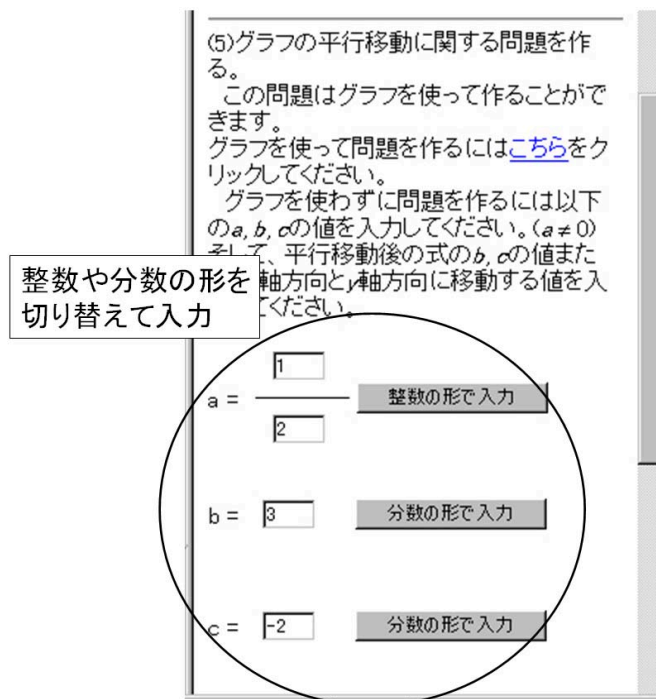 (5)グラフの平行移動に関する問題を作
る。
この問題はグラフを使って作ることがで
きます。
グラフを使って問題を作るにはこちらをク
リックしてください。
グラフを使わずに問題を作るには以下
のa, b, cの値を入力してください。(a≠0)
そして、平行移動後の式のb, cの値また
軸方向とy軸方向に移動する値を入
てください。
整数や分数の形を
切り替えて入力
1
a =
整数の形で入力
2
b = 3 分数の形で入力
c = -2 分数の形で入力